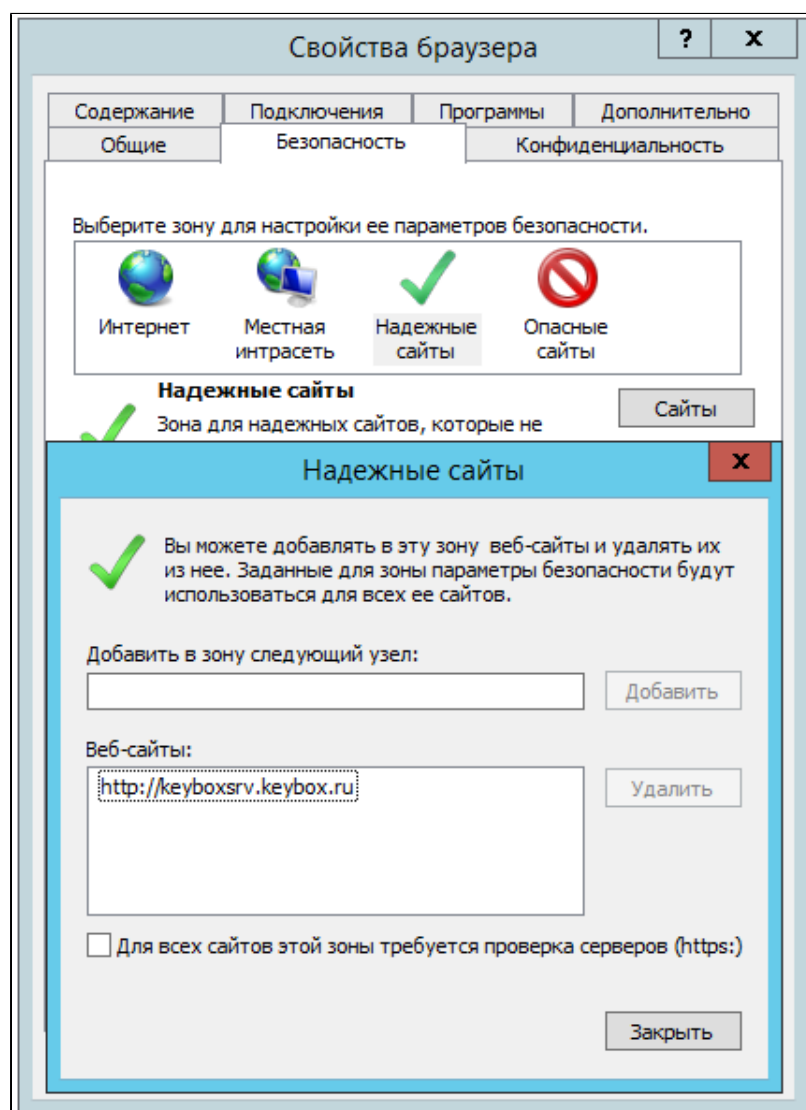 Свойства браузера
? x
Содержание Подключения Программы Дополнительно
Общие Безопасность Конфиденциальность
Выберите зону для настройки ее параметров безопасности.
Интернет Местная интрасеть Надежные сайты Опасные сайты
Надежные сайты
Сайты
Зона для надежных сайтов, которые не
Надежные сайты
x
Вы можете добавлять в эту зону веб-сайты и удалять их
из нее. Заданные для зоны параметры безопасности будут
использоваться для всех ее сайтов.
Добавить в зону следующий узел:
Добавить
Веб-сайты:
http://keyboxsrv.keybox.ru
Удалить
Для всех сайтов этой зоны требуется проверка серверов (https:)
Закрыть